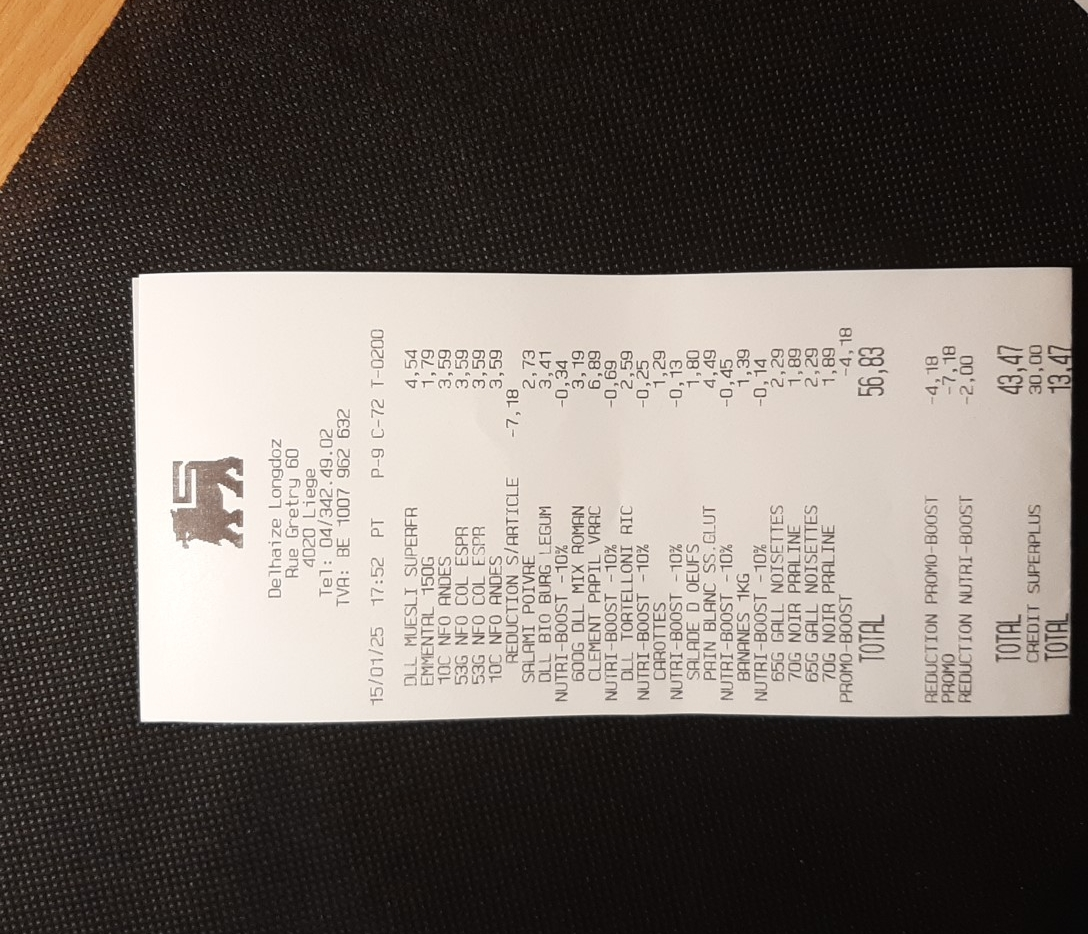 Delhaize Longdoz
Rue Gretry 60
4020 Liege
Tel: 04/342.49.02
TVA: BE 1007 962 632
15/01/25 17:52 PT P-9 C-72 T-0200
DLL MUESLI SUPERFR 4,54
EMMENTAL 150G 1,79
10C NFO ANDES 3,59
53G NFO COL ESPR 3,59
53G NFO COL ESPR 3,59
10C NFO ANDES 3,59
REDUCTION S/ARTICLE -7,18
SALAMI POIVRE 2,73
DLL BIO BURG LEGUM 3,41
NUTRI-BOOST -10% -0,34
600G DLL MIX ROMAN 3,19
CLEMENT PAPIL VRAC 6,89
NUTRI-BOOST -10% -0,69
DLL TORTELLONI RIC 2,59
NUTRI-BOOST -10% -0,25
CAROTTES 1,29
NUTRI-BOOST -10% -0,13
SALADE D OEUFS 1,80
PAIN BLANC SS.GLUT 4,49
NUTRI-BOOST -10% -0,45
BANANES 1KG 1,39
NUTRI-BOOST -10% -0,14
65G GALL NOISETTES 2,29
70G NOIR PRALINE 1,89
65G GALL NOISETTES 2,29
70G NOIR PRALINE 1,89
PROMO-BOOST -4,18
TOTAL 56,83
REDUCTION PROMO-BOOST -4,18
PROMO -7,18
REDUCTION NUTRI-BOOST -2,00
TOTAL 43,47
CREDIT SUPERPLUS 30,00
TOTAL 13,47